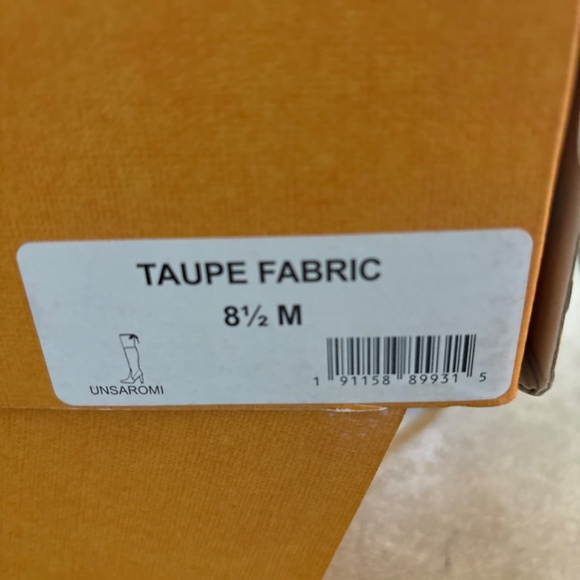 TAUPE FABRIC
8½ M
UNSAROMI
1 91158 89931 5